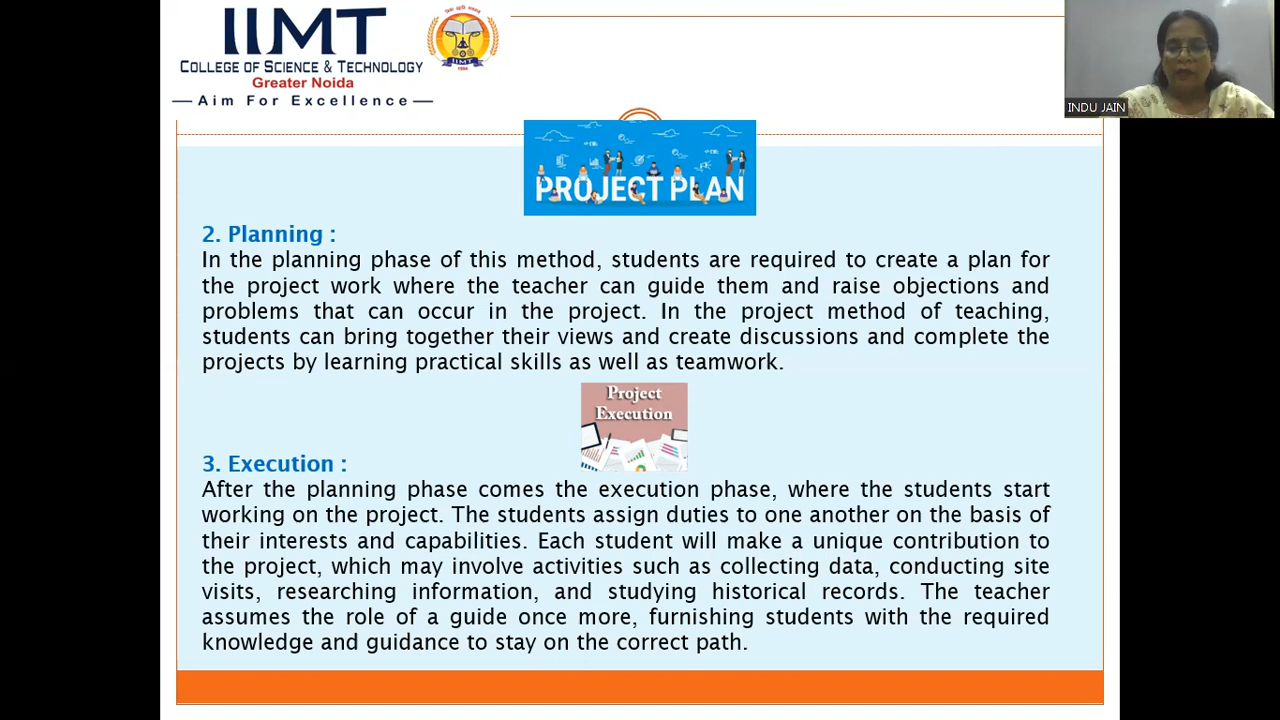 IIMT
COLLEGE OF SCIENCE & TECHNOLOGY
Greater Noida
Aim For Excellence
IIMT
INDU JAIN
PROJECT PLAN
2. Planning :
In the planning phase of this method, students are required to create a plan for
the project work where the teacher can guide them and raise objections and
problems that can occur in the project. In the project method of teaching,
students can bring together their views and create discussions and complete the
projects by learning practical skills as well as teamwork.
Project
Execution
3. Execution :
After the planning phase comes the execution phase, where the students start
working on the project. The students assign duties to one another on the basis of
their interests and capabilities. Each student will make a unique contribution to
the project, which may involve activities such as collecting data, conducting site
visits, researching information, and studying historical records. The teacher
assumes the role of a guide once more, furnishing students with the required
knowledge and guidance to stay on the correct path.